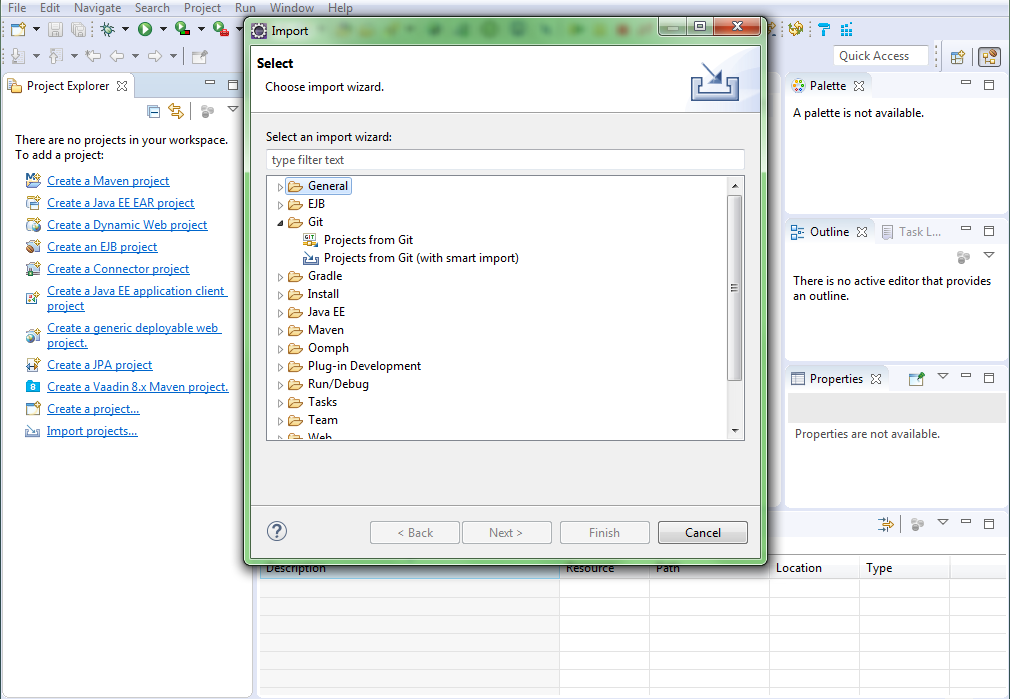 File Edit Navigate Search Project Run Window Help
Quick Access
Project Explorer
There are no projects in your workspace.
To add a project:
Create a Maven project
Create a Java EE EAR project
Create a Dynamic Web project
Create an EJB project
Create a Connector project
Create a Java EE application client
project
Create a generic deployable web
project.
Create a JPA project
Create a Vaadin 8.x Maven project.
Create a project...
Import projects...
Import
Select
Choose import wizard.
Select an import wizard:
type filter text
General
EJB
Git
GIT
Projects from Git
Projects from Git (with smart import)
Gradle
Install
Java EE
Maven
Oomph
Plug-in Development
Run/Debug
Tasks
Team
Web
?
< Back
Next >
Finish
Cancel
Palette
A palette is not available.
Outline
Task L...
There is no active editor that provides
an outline.
Properties
Properties are not available.
Description Resource Path Location Type